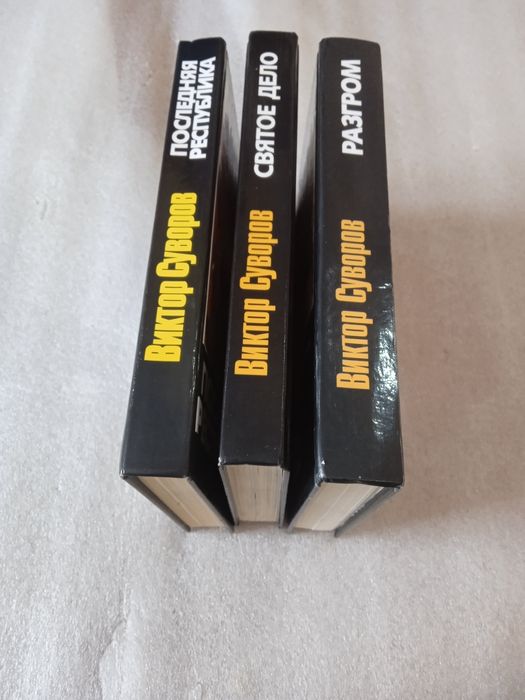 Виктор Суворов
ПОСЛЕДНЯЯ
РЕСПУБЛИКА
Виктор Суворов
СВЯТОЕ ДЕЛО
Виктор Суворов
РАЗГРОМ